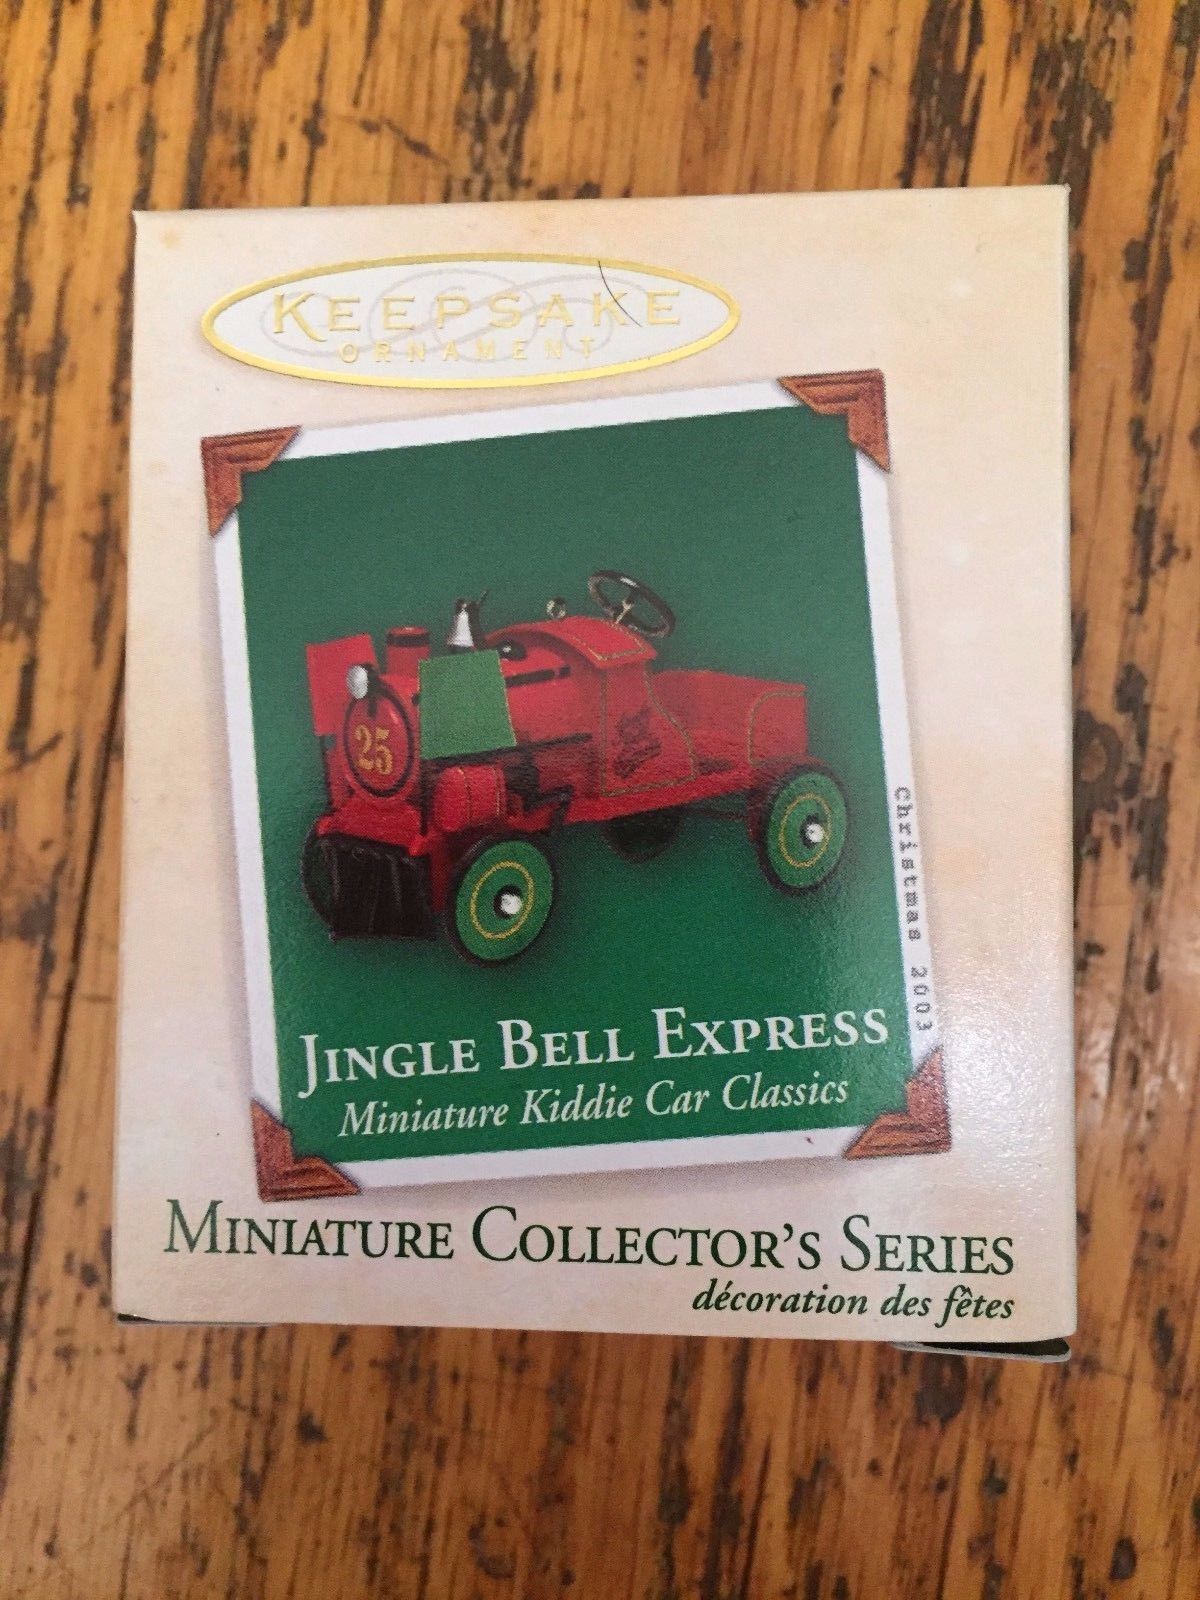 KEEPSAKE
ORNAMENT
25
Christmas 2003
JINGLE BELL EXPRESS
Miniature Kiddie Car Classics
MINIATURE COLLECTOR'S SERIES
décoration des fêtes